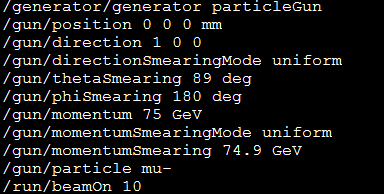 /generator/generator particleGun
/gun/position 0 0 0 mm
/gun/direction 1 0 0
/gun/directionSmearingMode uniform
/gun/thetaSmearing 89 deg
/gun/phiSmearing 180 deg
/gun/momentum 75 GeV
/gun/momentumSmearingMode uniform
/gun/momentumSmearing 74.9 GeV
/gun/particle mu-
/run/beamOn 10